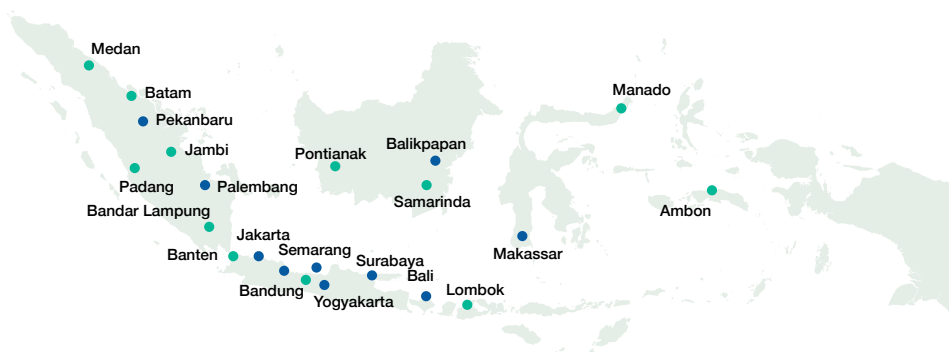 Medan
Batam
Manado
Pekanbaru
Balikpapan
Jambi
Pontianak
Padang
Palembang
Samarinda
Bandar Lampung
Ambon
Jakarta
Semarang
Banten
Makassar
Surabaya
Bali
Bandung
Lombok
Yogyakarta